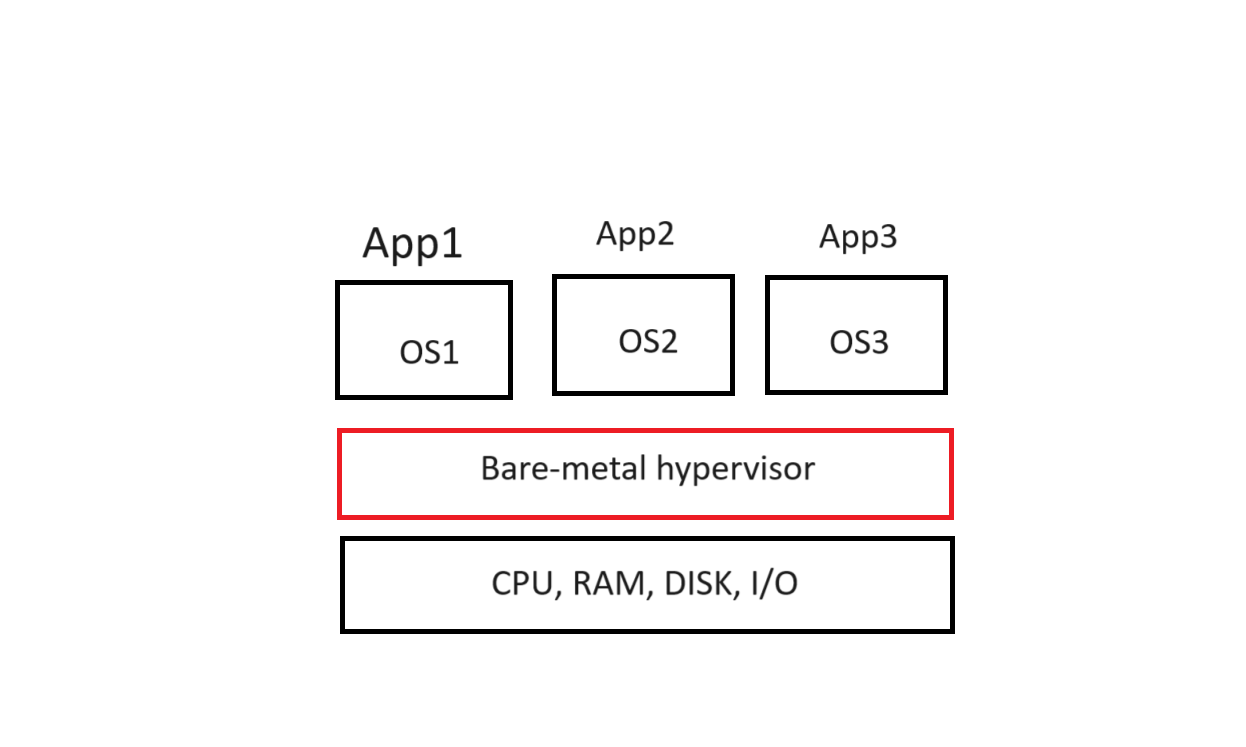 App1 App2 App3
OS1 OS2 OS3
Bare-metal hypervisor
CPU, RAM, DISK, I/O